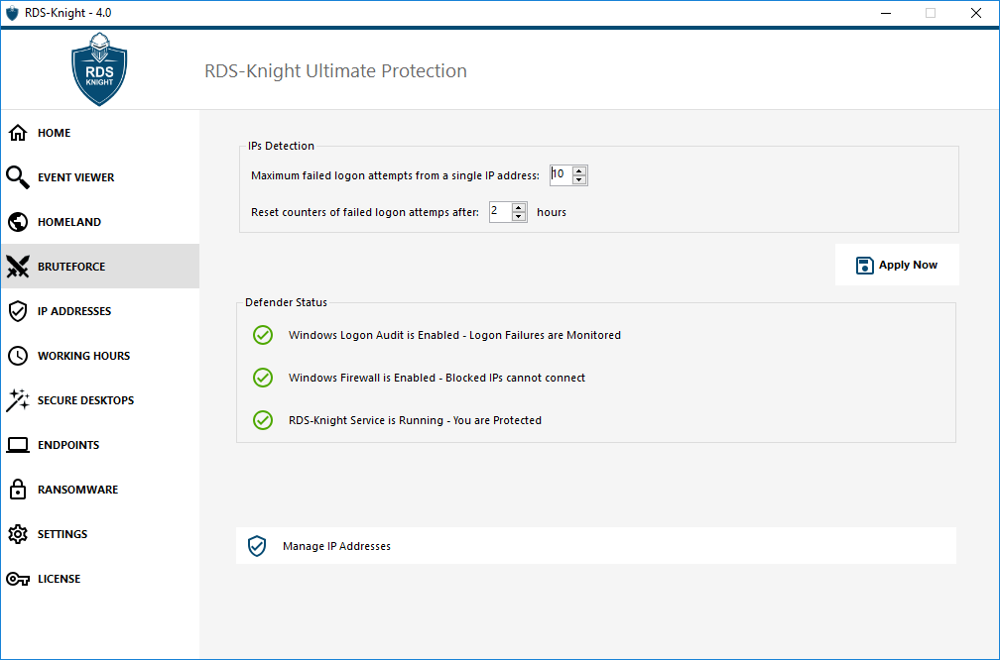 RDS-Knight - 4.0
RDS
KNIGHT
RDS-Knight Ultimate Protection
HOME
EVENT VIEWER
HOMELAND
BRUTEFORCE
IP ADDRESSES
WORKING HOURS
SECURE DESKTOPS
ENDPOINTS
RANSOMWARE
SETTINGS
LICENSE
IPs Detection
Maximum failed logon attempts from a single IP address: 10
Reset counters of failed logon attemps after: 2 hours
Apply Now
Defender Status
Windows Logon Audit is Enabled - Logon Failures are Monitored
Windows Firewall is Enabled - Blocked IPs cannot connect
RDS-Knight Service is Running - You are Protected
Manage IP Addresses